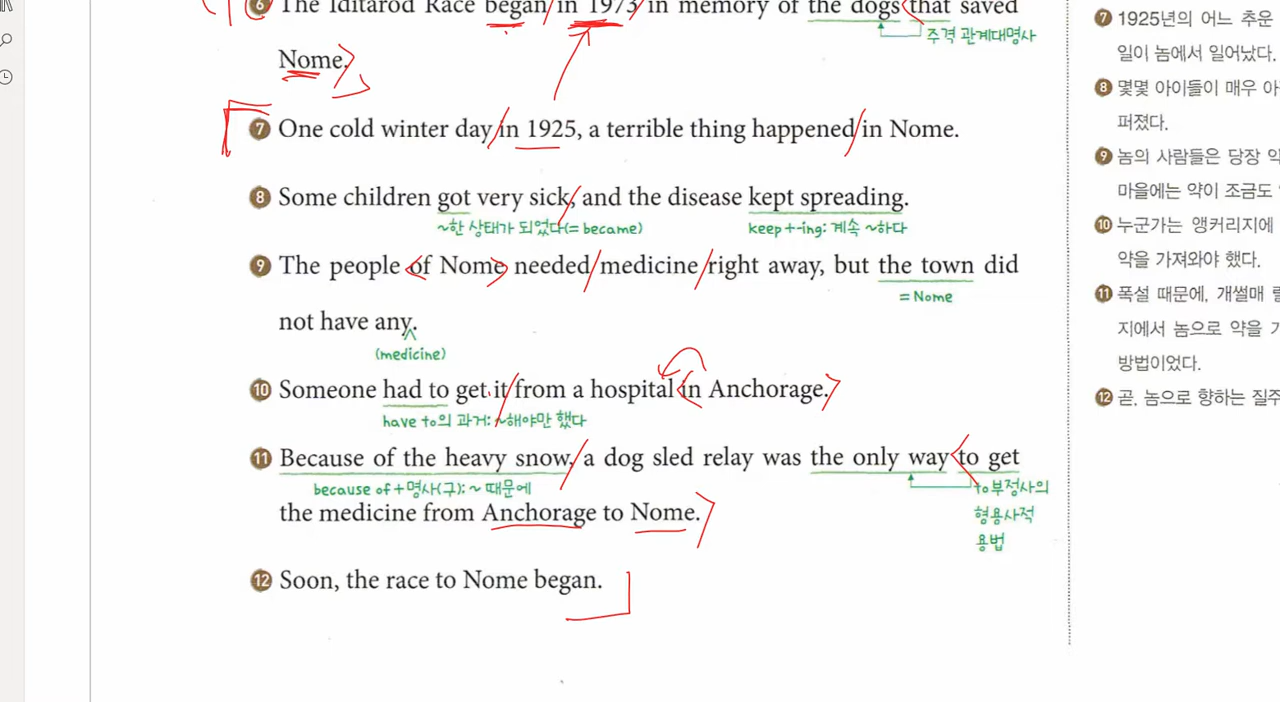 6 The Iditarod Race began in 1973 in memory of the dogs that saved
주격 관계대명사
Nome.
7 One cold winter day in 1925, a terrible thing happened in Nome.
8 Some children got very sick, and the disease kept spreading.
~한 상태가 되었다(= became)
keep+-ing: 계속 ~하다
9 The people of Nome needed medicine right away, but the town did
= Nome
not have any.
(medicine)
10 Someone had to get it from a hospital in Anchorage.
have to의 과거: ~해야만 했다
11 Because of the heavy snow, a dog sled relay was the only way to get
because of+명사(구): ~ 때문에
to부정사의
the medicine from Anchorage to Nome.
형용사적
용법
12 Soon, the race to Nome began.
7 1925년의 어느 추운
일이 놈에서 일어났다.
8 몇몇 아이들이 매우
퍼졌다.
9 놈의 사람들은 당장
마을에는 약이 조금도
10 누군가는 앵커리지에
약을 가져와야 했다.
11 폭설 때문에, 개썰매
지에서 놈으로 약을
방법이었다.
12 곧, 놈으로 향하는